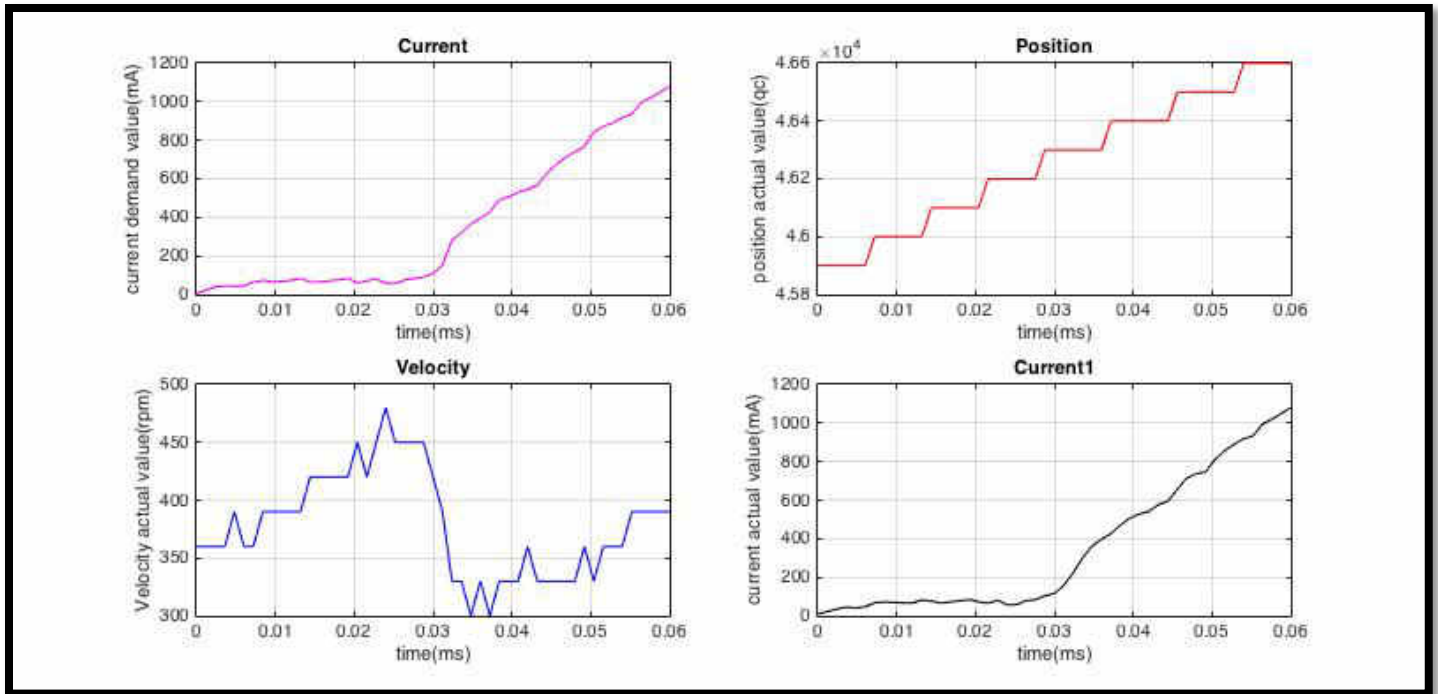 Current
current demand value(mA)
1200
1000
800
600
400
200
0
0 0.01 0.02 0.03 0.04 0.05 0.06
time(ms)
Position
×10⁴
position actual value(qc)
4.66
4.64
4.62
4.6
4.58
0 0.01 0.02 0.03 0.04 0.05 0.06
time(ms)
Velocity
Velocity actual value(rpm)
500
450
400
350
300
0 0.01 0.02 0.03 0.04 0.05 0.06
time(ms)
Current1
current actual value(mA)
1200
1000
800
600
400
200
0
0 0.01 0.02 0.03 0.04 0.05 0.06
time(ms)